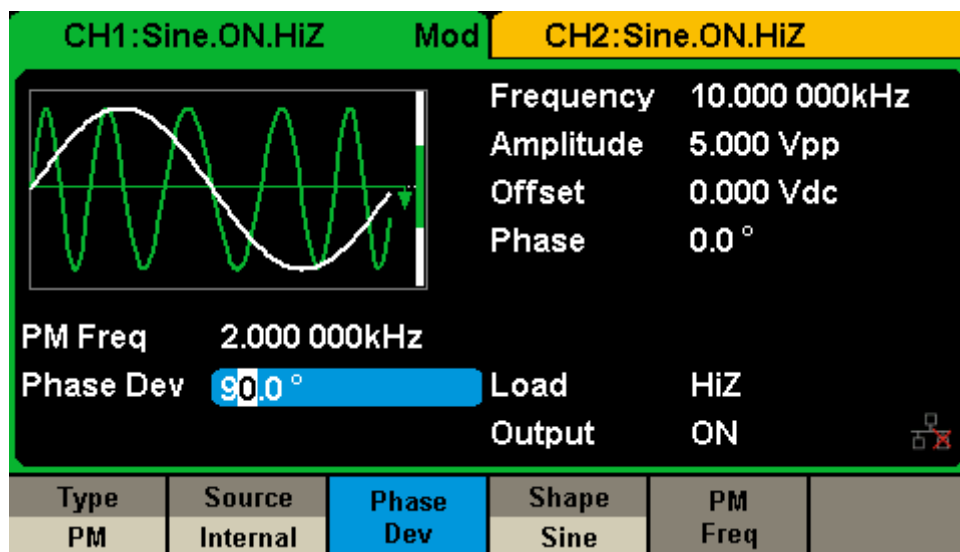 CH1:Sine.ON.HiZ Mod CH2:Sine.ON.HiZ
Frequency 10.000 000kHz
Amplitude 5.000 Vpp
Offset 0.000 Vdc
Phase 0.0 °
PM Freq 2.000 000kHz
Phase Dev 90.0 ° Load HiZ
Output ON
Type Source Phase Shape PM
PM Internal Dev Sine Freq